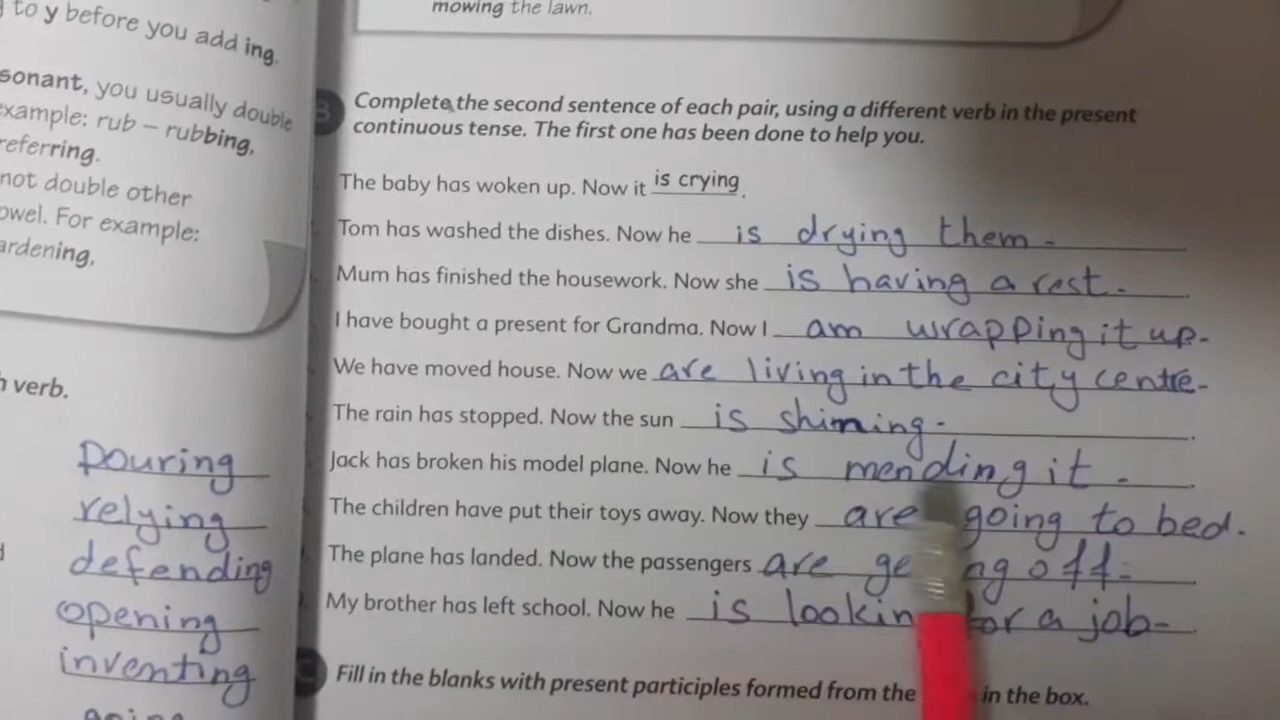 to y before you add ing.
sonant, you usually double
example: rub – rubbing,
referring.
not double other
owel. For example:
ardening,
verb.
pouring
relying
defending
opening
inventing
going
mowing the lawn.
B Complete the second sentence of each pair, using a different verb in the present
continuous tense. The first one has been done to help you.
The baby has woken up. Now it is crying.
Tom has washed the dishes. Now he is drying them.
Mum has finished the housework. Now she is having a rest.
I have bought a present for Grandma. Now I am wrapping it up.
We have moved house. Now we are living in the city centre.
The rain has stopped. Now the sun is shining.
Jack has broken his model plane. Now he is mending it.
The children have put their toys away. Now they are going to bed.
The plane has landed. Now the passengers are ge ng off.
My brother has left school. Now he is lookin for a job.
C Fill in the blanks with present participles formed from the in the box.